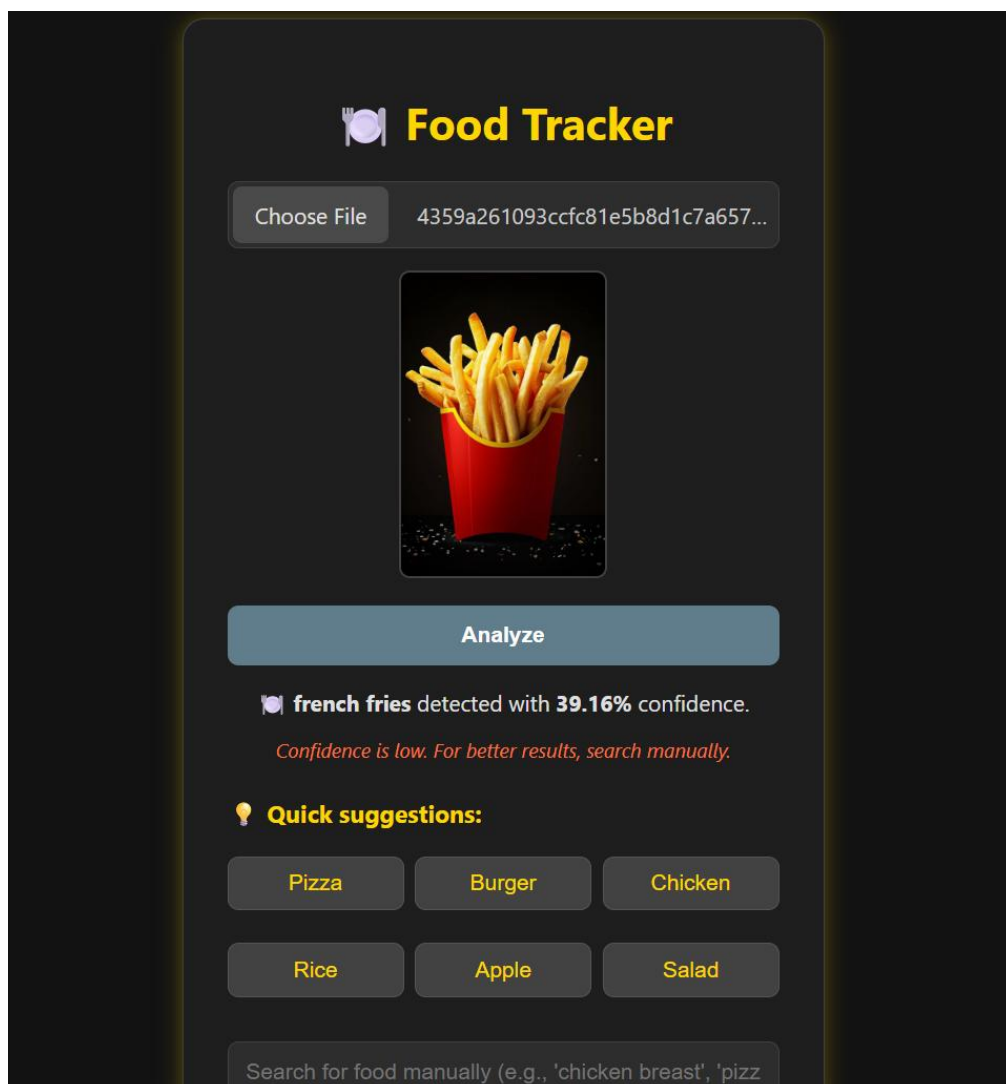 🍽️ Food Tracker
Choose File 4359a261093ccfc81e5b8d1c7a657...
Analyze
🍽️ french fries detected with 39.16% confidence.
Confidence is low. For better results, search manually.
💡 Quick suggestions:
Pizza Burger Chicken
Rice Apple Salad
Search for food manually (e.g., 'chicken breast', 'pizz